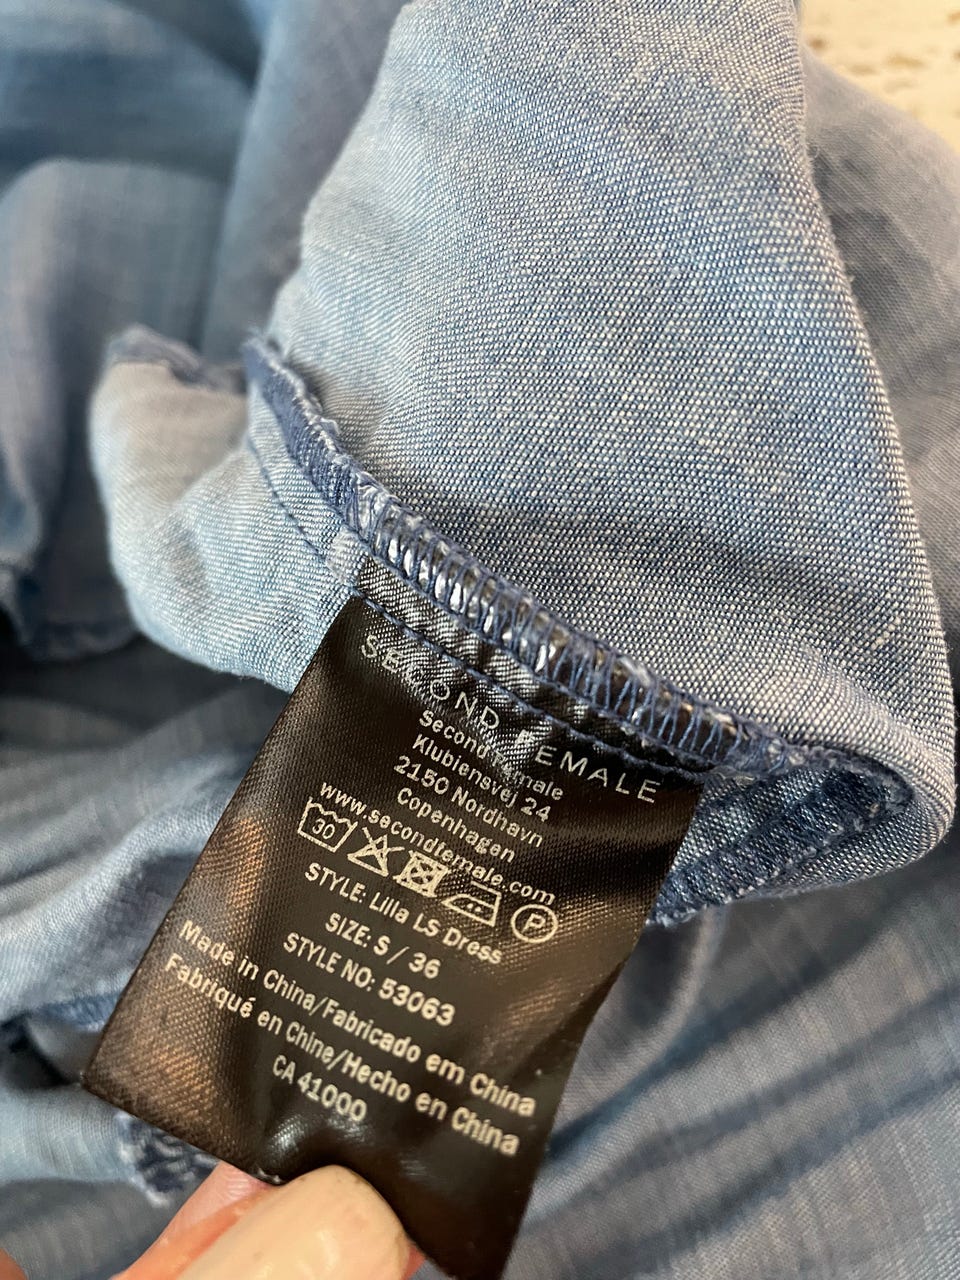 SECOND FEMALE
Second Female
Klubiensvej 24
2150 Nordhavn
Copenhagen
www.secondfemale.com
30 P
STYLE: Lilla LS Dress
SIZE: S / 36
STYLE NO: 53063
Made in China/Fabricado em China
Fabriqué en Chine/Hecho en China
CA 41000